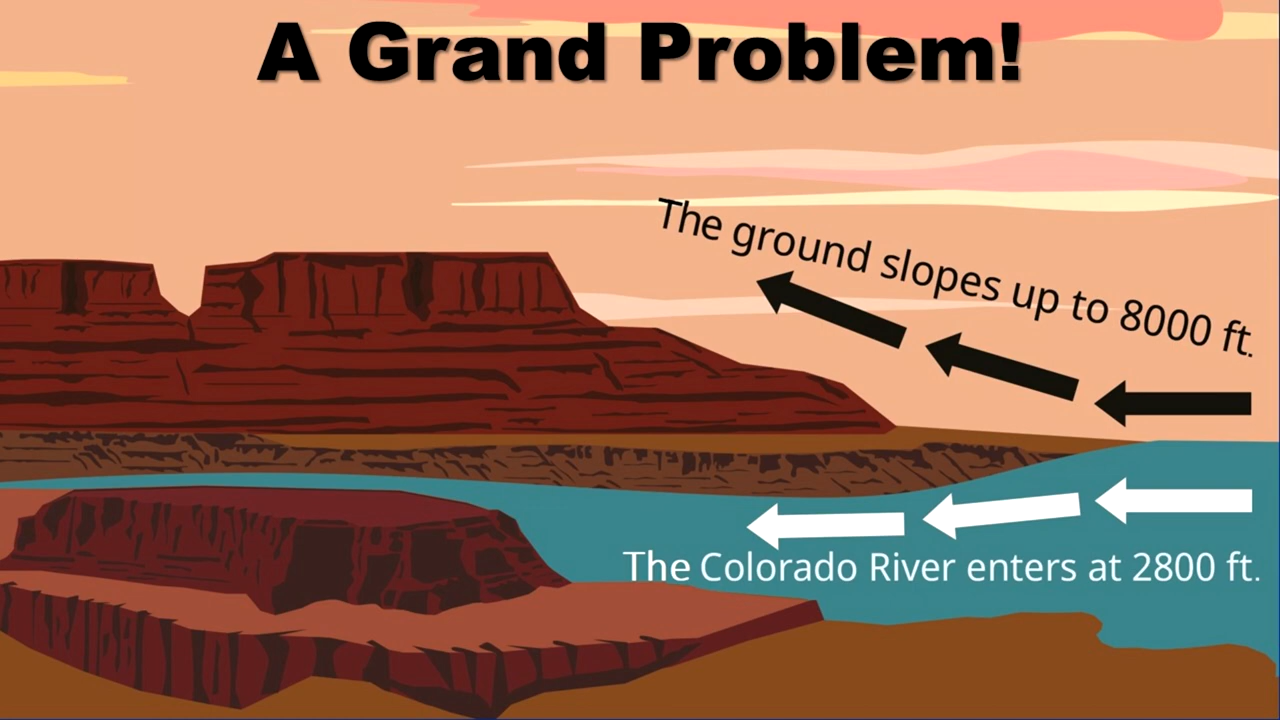 A Grand Problem!
The ground slopes up to 8000 ft.
The Colorado River enters at 2800 ft.